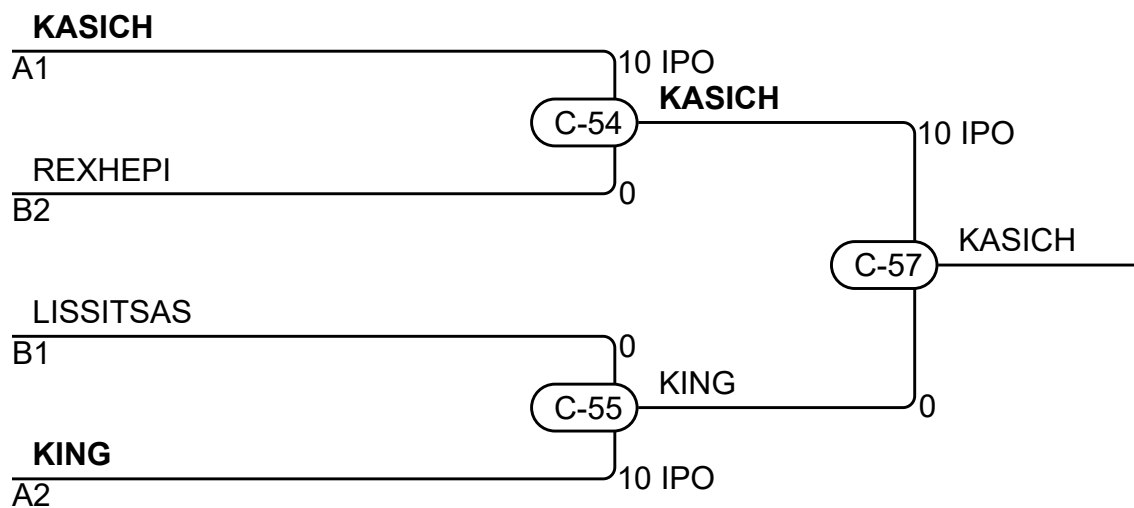 KASICH
A1
10 IPO
KASICH
C-54
10 IPO
REXHEPI
0
B2
KASICH
C-57
LISSITSAS
0
B1
KING
C-55
0
KING
10 IPO
A2